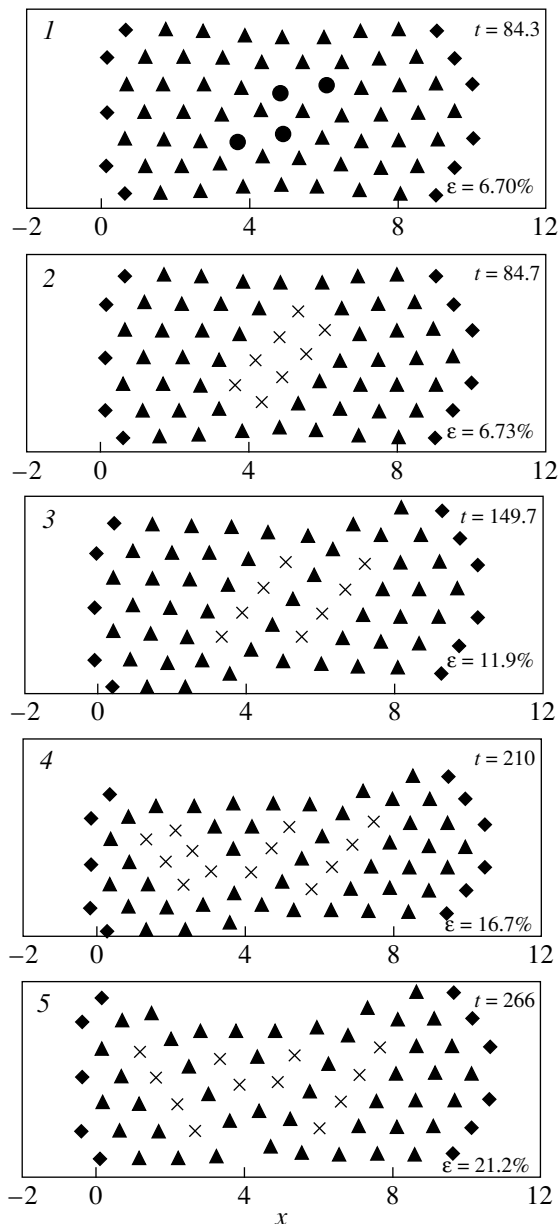 1
t = 84.3
ε = 6.70%
−2 0 4 8 12
2
t = 84.7
ε = 6.73%
−2 0 4 8 12
3
t = 149.7
ε = 11.9%
−2 0 4 8 12
4
t = 210
ε = 16.7%
−2 0 4 8 12
5
t = 266
ε = 21.2%
−2 0 4 8 12
x